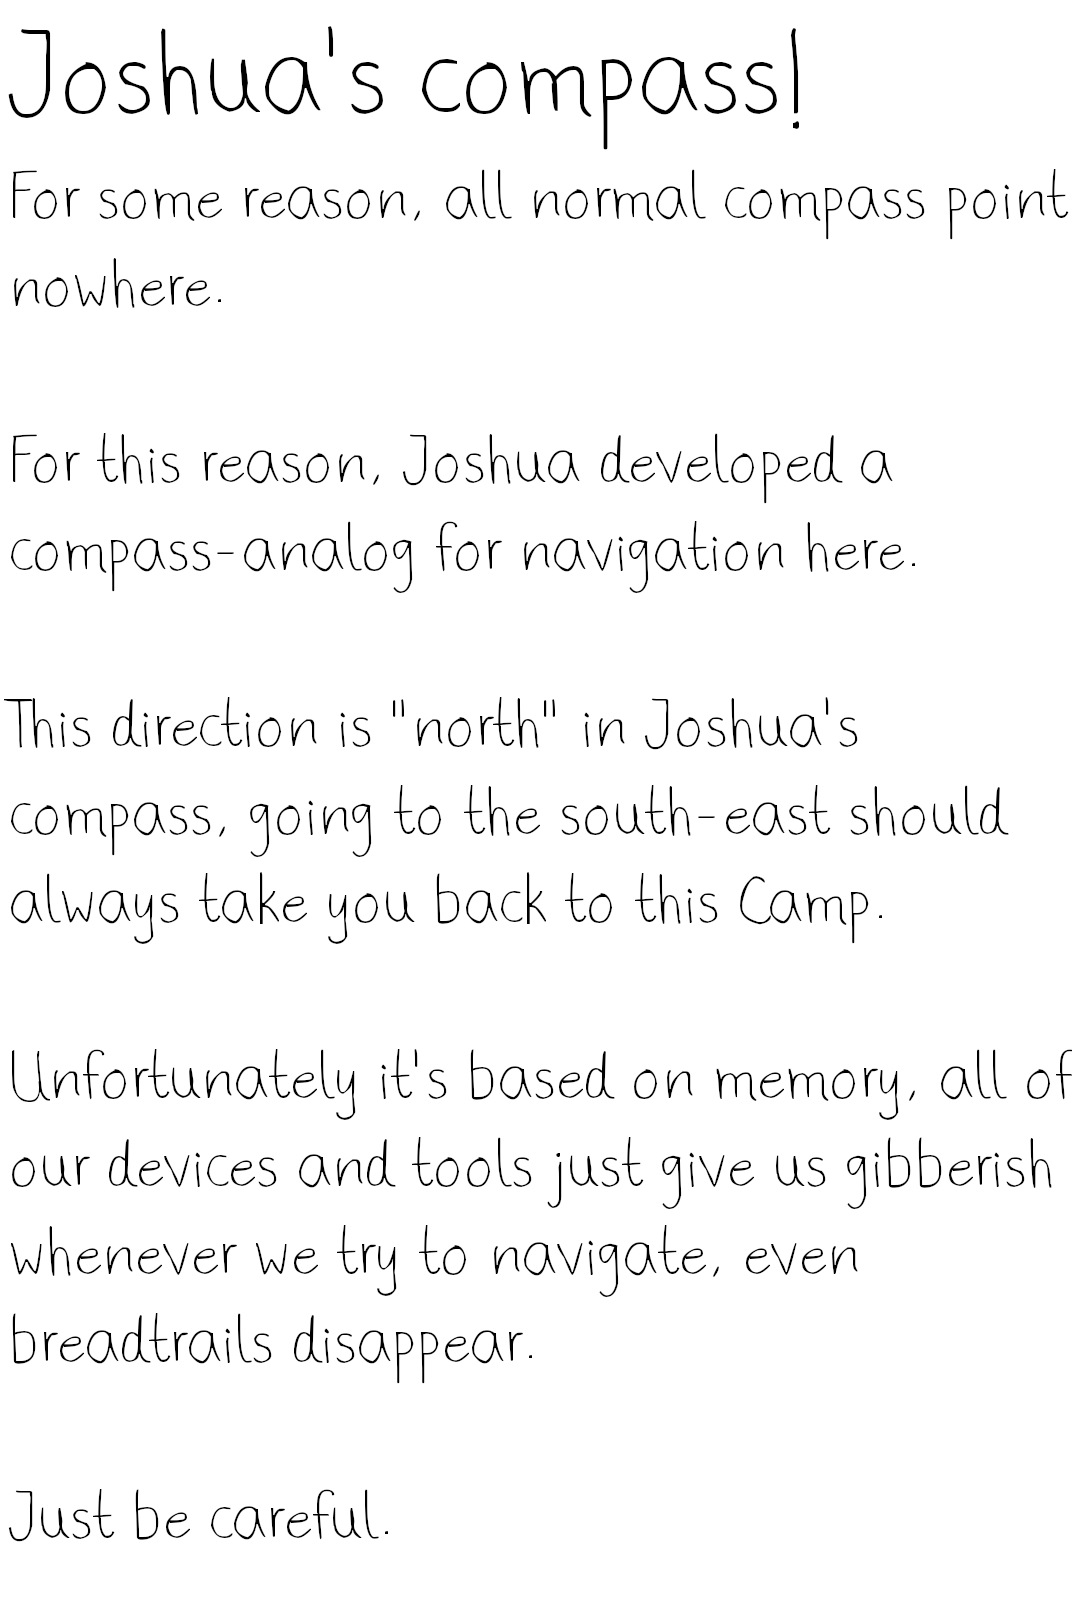 Joshua's compass!
For some reason, all normal compass point
nowhere.
For this reason, Joshua developed a
compass-analog for navigation here.
This direction is "north" in Joshua's
compass, going to the south-east should
always take you back to this Camp.
Unfortunately it's based on memory, all of
our devices and tools just give us gibberish
whenever we try to navigate, even
breadtrails disappear.
Just be careful.